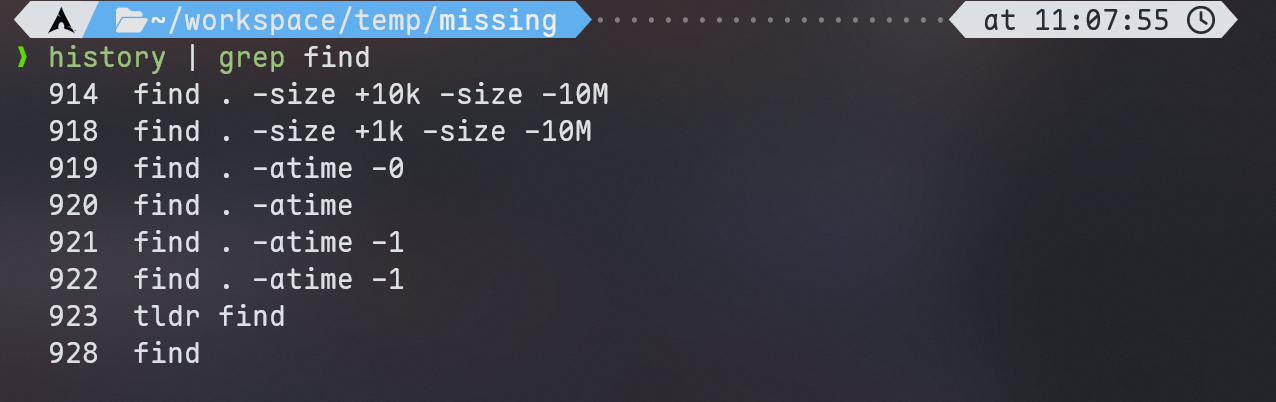 ~/workspace/temp/missing at 11:07:55
❯ history | grep find
914 find . -size +10k -size -10M
918 find . -size +1k -size -10M
919 find . -atime -0
920 find . -atime
921 find . -atime -1
922 find . -atime -1
923 tldr find
928 find